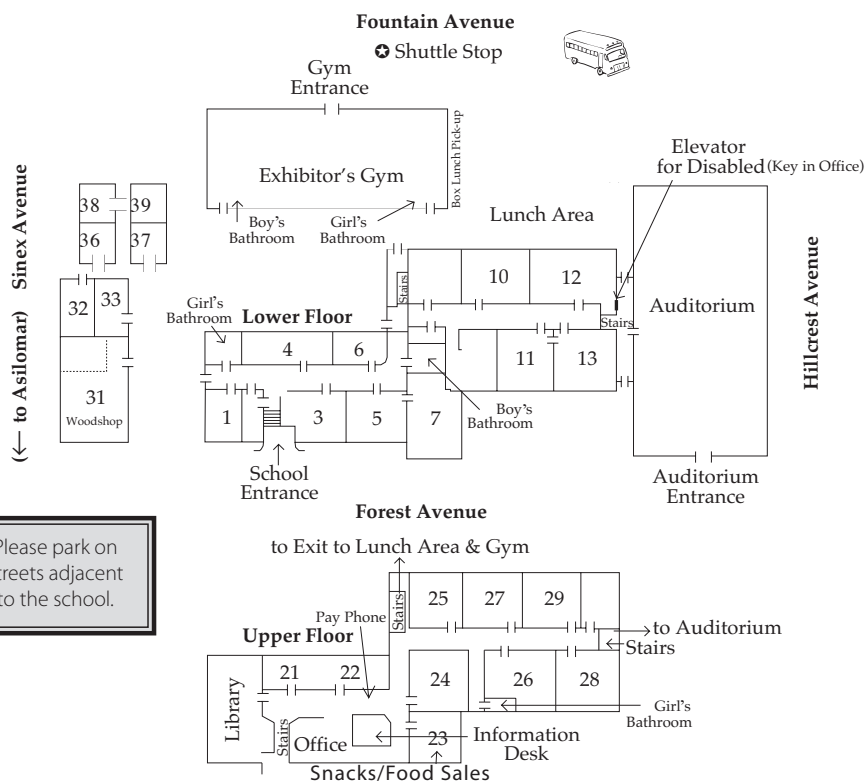 Fountain Avenue
✪ Shuttle Stop
Gym
Entrance
Box Lunch Pick-up
Elevator
for Disabled (Key in Office)
Exhibitor's Gym
Boy's
Bathroom
Girl's
Bathroom
Lunch Area
38
39
36
37
Sinex Avenue
(← to Asilomar)
32
33
31
Woodshop
Girl's
Bathroom
Lower Floor
Stairs
10
12
Stairs
Auditorium
Hillcrest Avenue
4
6
11
13
1
3
5
7
Boy's
Bathroom
School
Entrance
Auditorium
Entrance
Forest Avenue
Please park on
streets adjacent
to the school.
to Exit to Lunch Area & Gym
Stairs
25
27
29
Pay Phone
Upper Floor
to Auditorium
Stairs
21
22
24
26
28
Library
Stairs
Office
23
Girl's
Bathroom
Information
Desk
Snacks/Food Sales